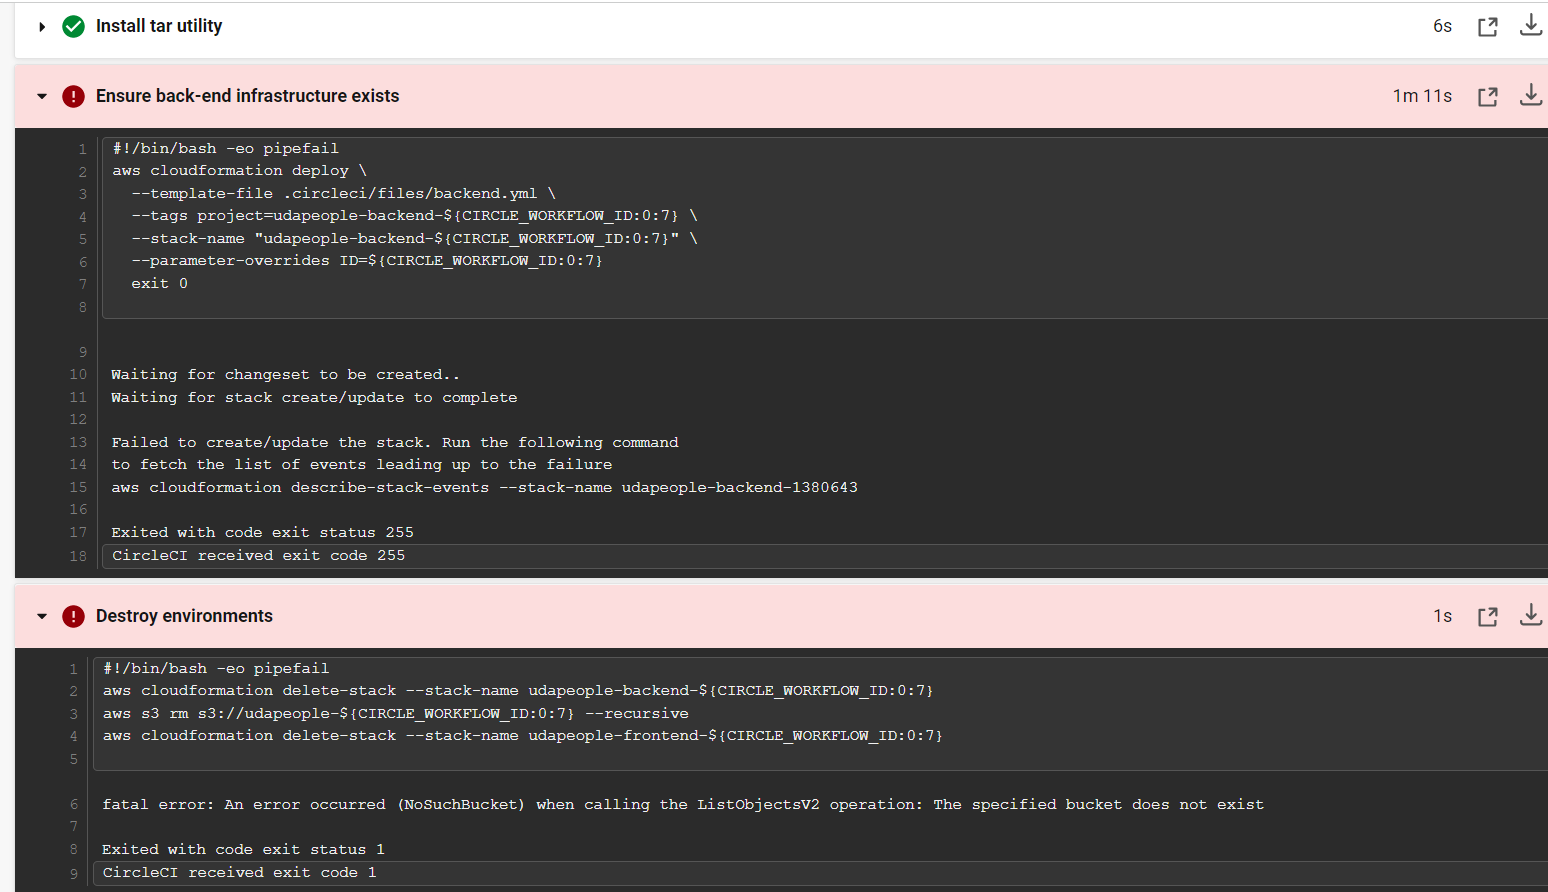 Install tar utility 6s
Ensure back-end infrastructure exists 1m 11s
1 #!/bin/bash -eo pipefail
2 aws cloudformation deploy \
3   --template-file .circleci/files/backend.yml \
4   --tags project=udapeople-backend-${CIRCLE_WORKFLOW_ID:0:7} \
5   --stack-name "udapeople-backend-${CIRCLE_WORKFLOW_ID:0:7}" \
6   --parameter-overrides ID=${CIRCLE_WORKFLOW_ID:0:7}
7   exit 0
8
9
10 Waiting for changeset to be created..
11 Waiting for stack create/update to complete
12
13 Failed to create/update the stack. Run the following command
14 to fetch the list of events leading up to the failure
15 aws cloudformation describe-stack-events --stack-name udapeople-backend-1380643
16
17 Exited with code exit status 255
18 CircleCI received exit code 255
Destroy environments 1s
1 #!/bin/bash -eo pipefail
2 aws cloudformation delete-stack --stack-name udapeople-backend-${CIRCLE_WORKFLOW_ID:0:7}
3 aws s3 rm s3://udapeople-${CIRCLE_WORKFLOW_ID:0:7} --recursive
4 aws cloudformation delete-stack --stack-name udapeople-frontend-${CIRCLE_WORKFLOW_ID:0:7}
5
6 fatal error: An error occurred (NoSuchBucket) when calling the ListObjectsV2 operation: The specified bucket does not exist
7
8 Exited with code exit status 1
9 CircleCI received exit code 1